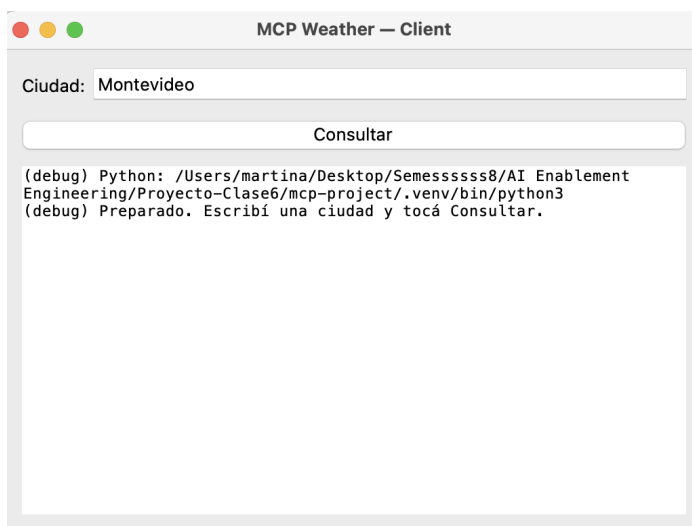 MCP Weather — Client
Ciudad: Montevideo
Consultar
(debug) Python: /Users/martina/Desktop/Semessssss8/AI Enablement
Engineering/Proyecto-Clase6/mcp-project/.venv/bin/python3
(debug) Preparado. Escribí una ciudad y tocá Consultar.